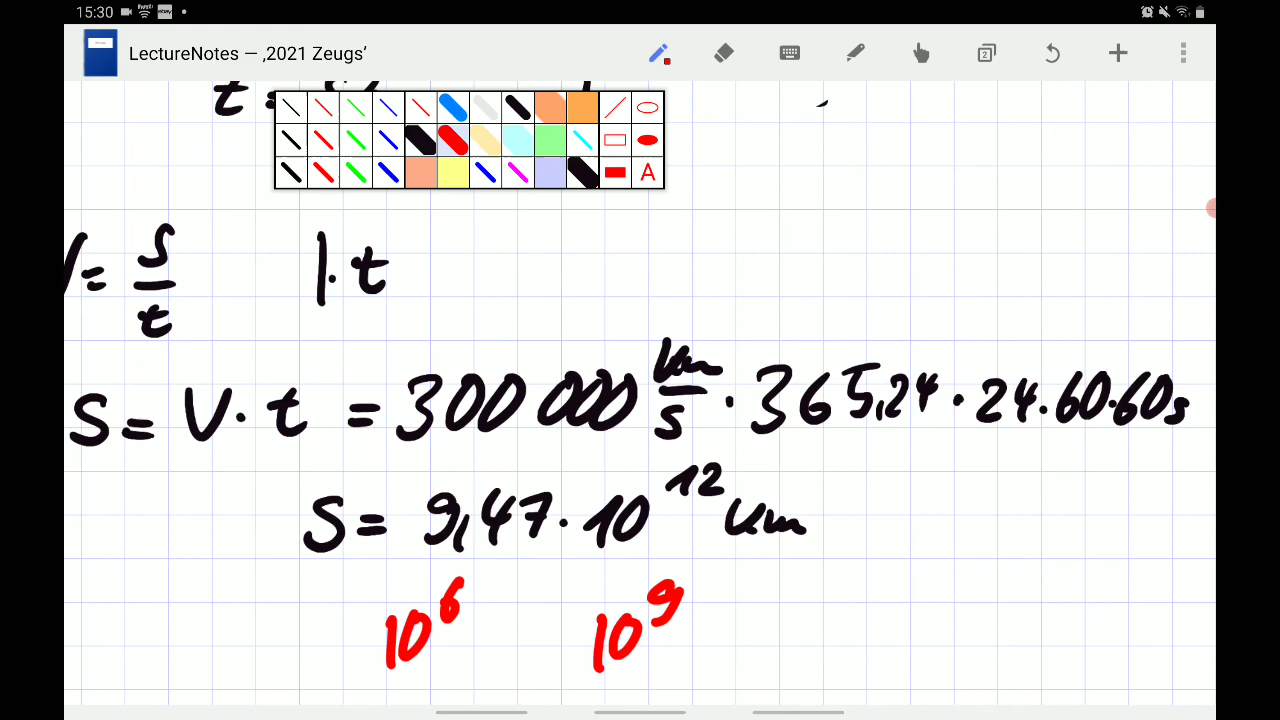 15:30
LectureNotes — ‚2021 Zeugs’
2
A
V = s/t |· t
S = V · t = 300 000 km/s · 365,24 · 24 · 60 · 60 s
S = 9,47 · 10^12 km
10^6 10^9